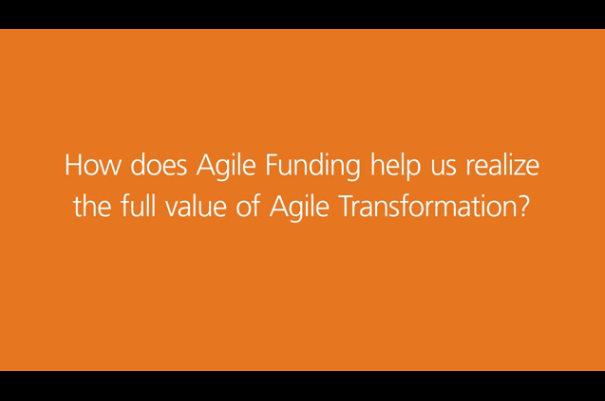 How does Agile Funding help us realize
the full value of Agile Transformation?